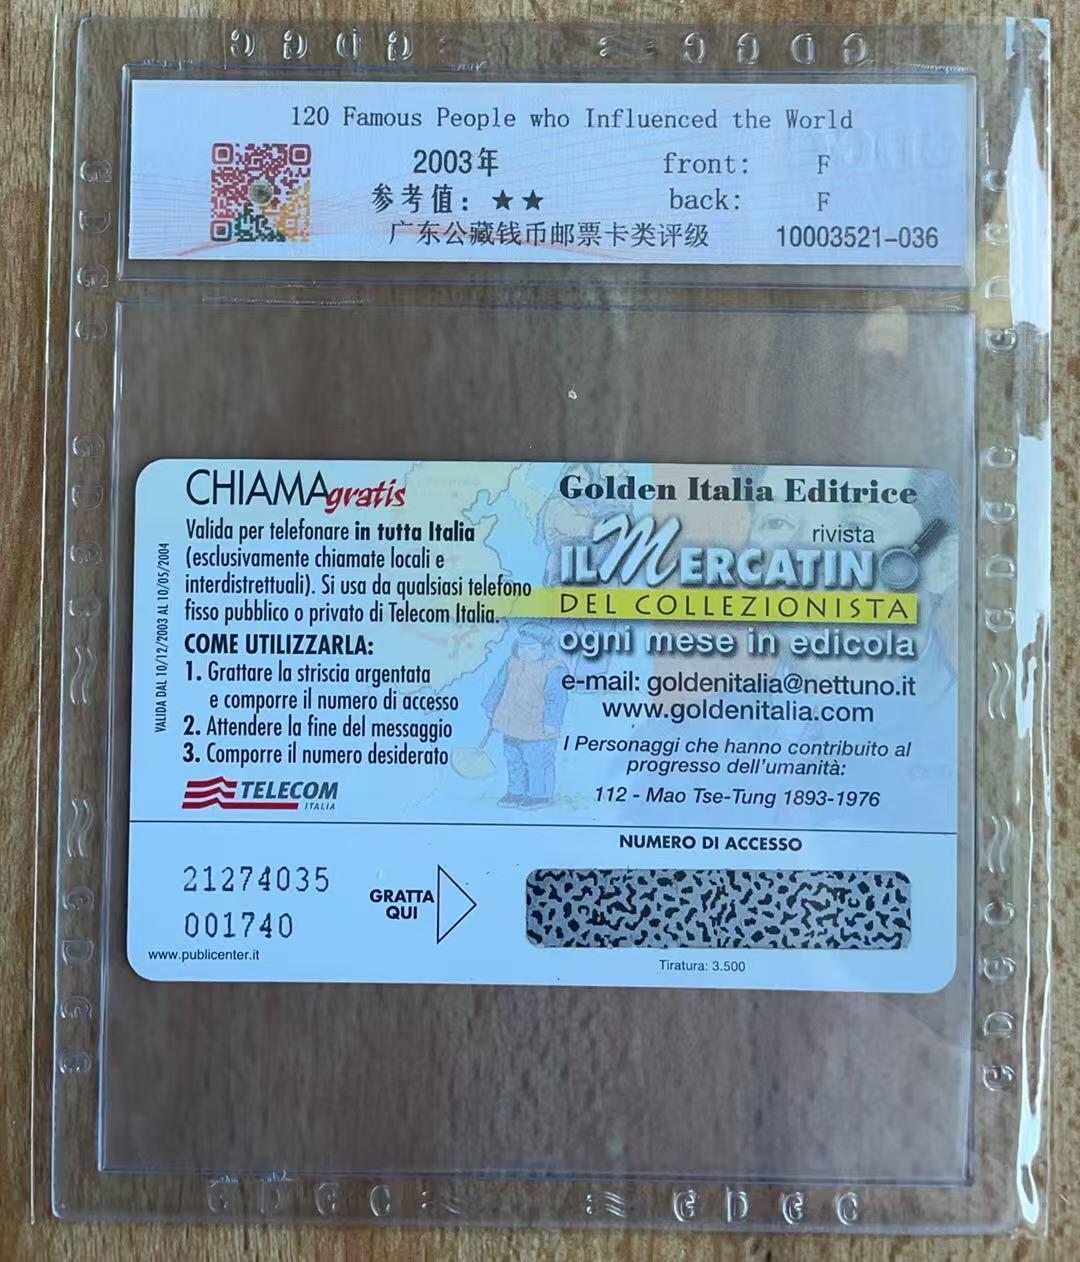 120 Famous People who Influenced the World
2003年
front: F
参考值：★★
back: F
广东公藏钱币邮票卡类评级
10003521-036
CHIAMAgratis
Valida per telefonare in tutta Italia
(esclusivamente chiamate locali e
interdistrettuali). Si usa da qualsiasi telefono
fisso pubblico o privato di Telecom Italia.
COME UTILIZZARLA:
1. Grattare la striscia argentata
e comporre il numero di accesso
2. Attendere la fine del messaggio
3. Comporre il numero desiderato
VALIDA DAL 10/12/2003 AL 10/05/2004
TELECOM
ITALIA
Golden Italia Editrice
rivista
IL MERCATINO
DEL COLLEZIONISTA
ogni mese in edicola
e-mail: goldenitalia@nettuno.it
www.goldenitalia.com
I Personaggi che hanno contribuito al
progresso dell'umanità:
112 - Mao Tse-Tung 1893-1976
NUMERO DI ACCESSO
21274035
001740
GRATTA
QUI
www.publicenter.it
Tiratura: 3.500